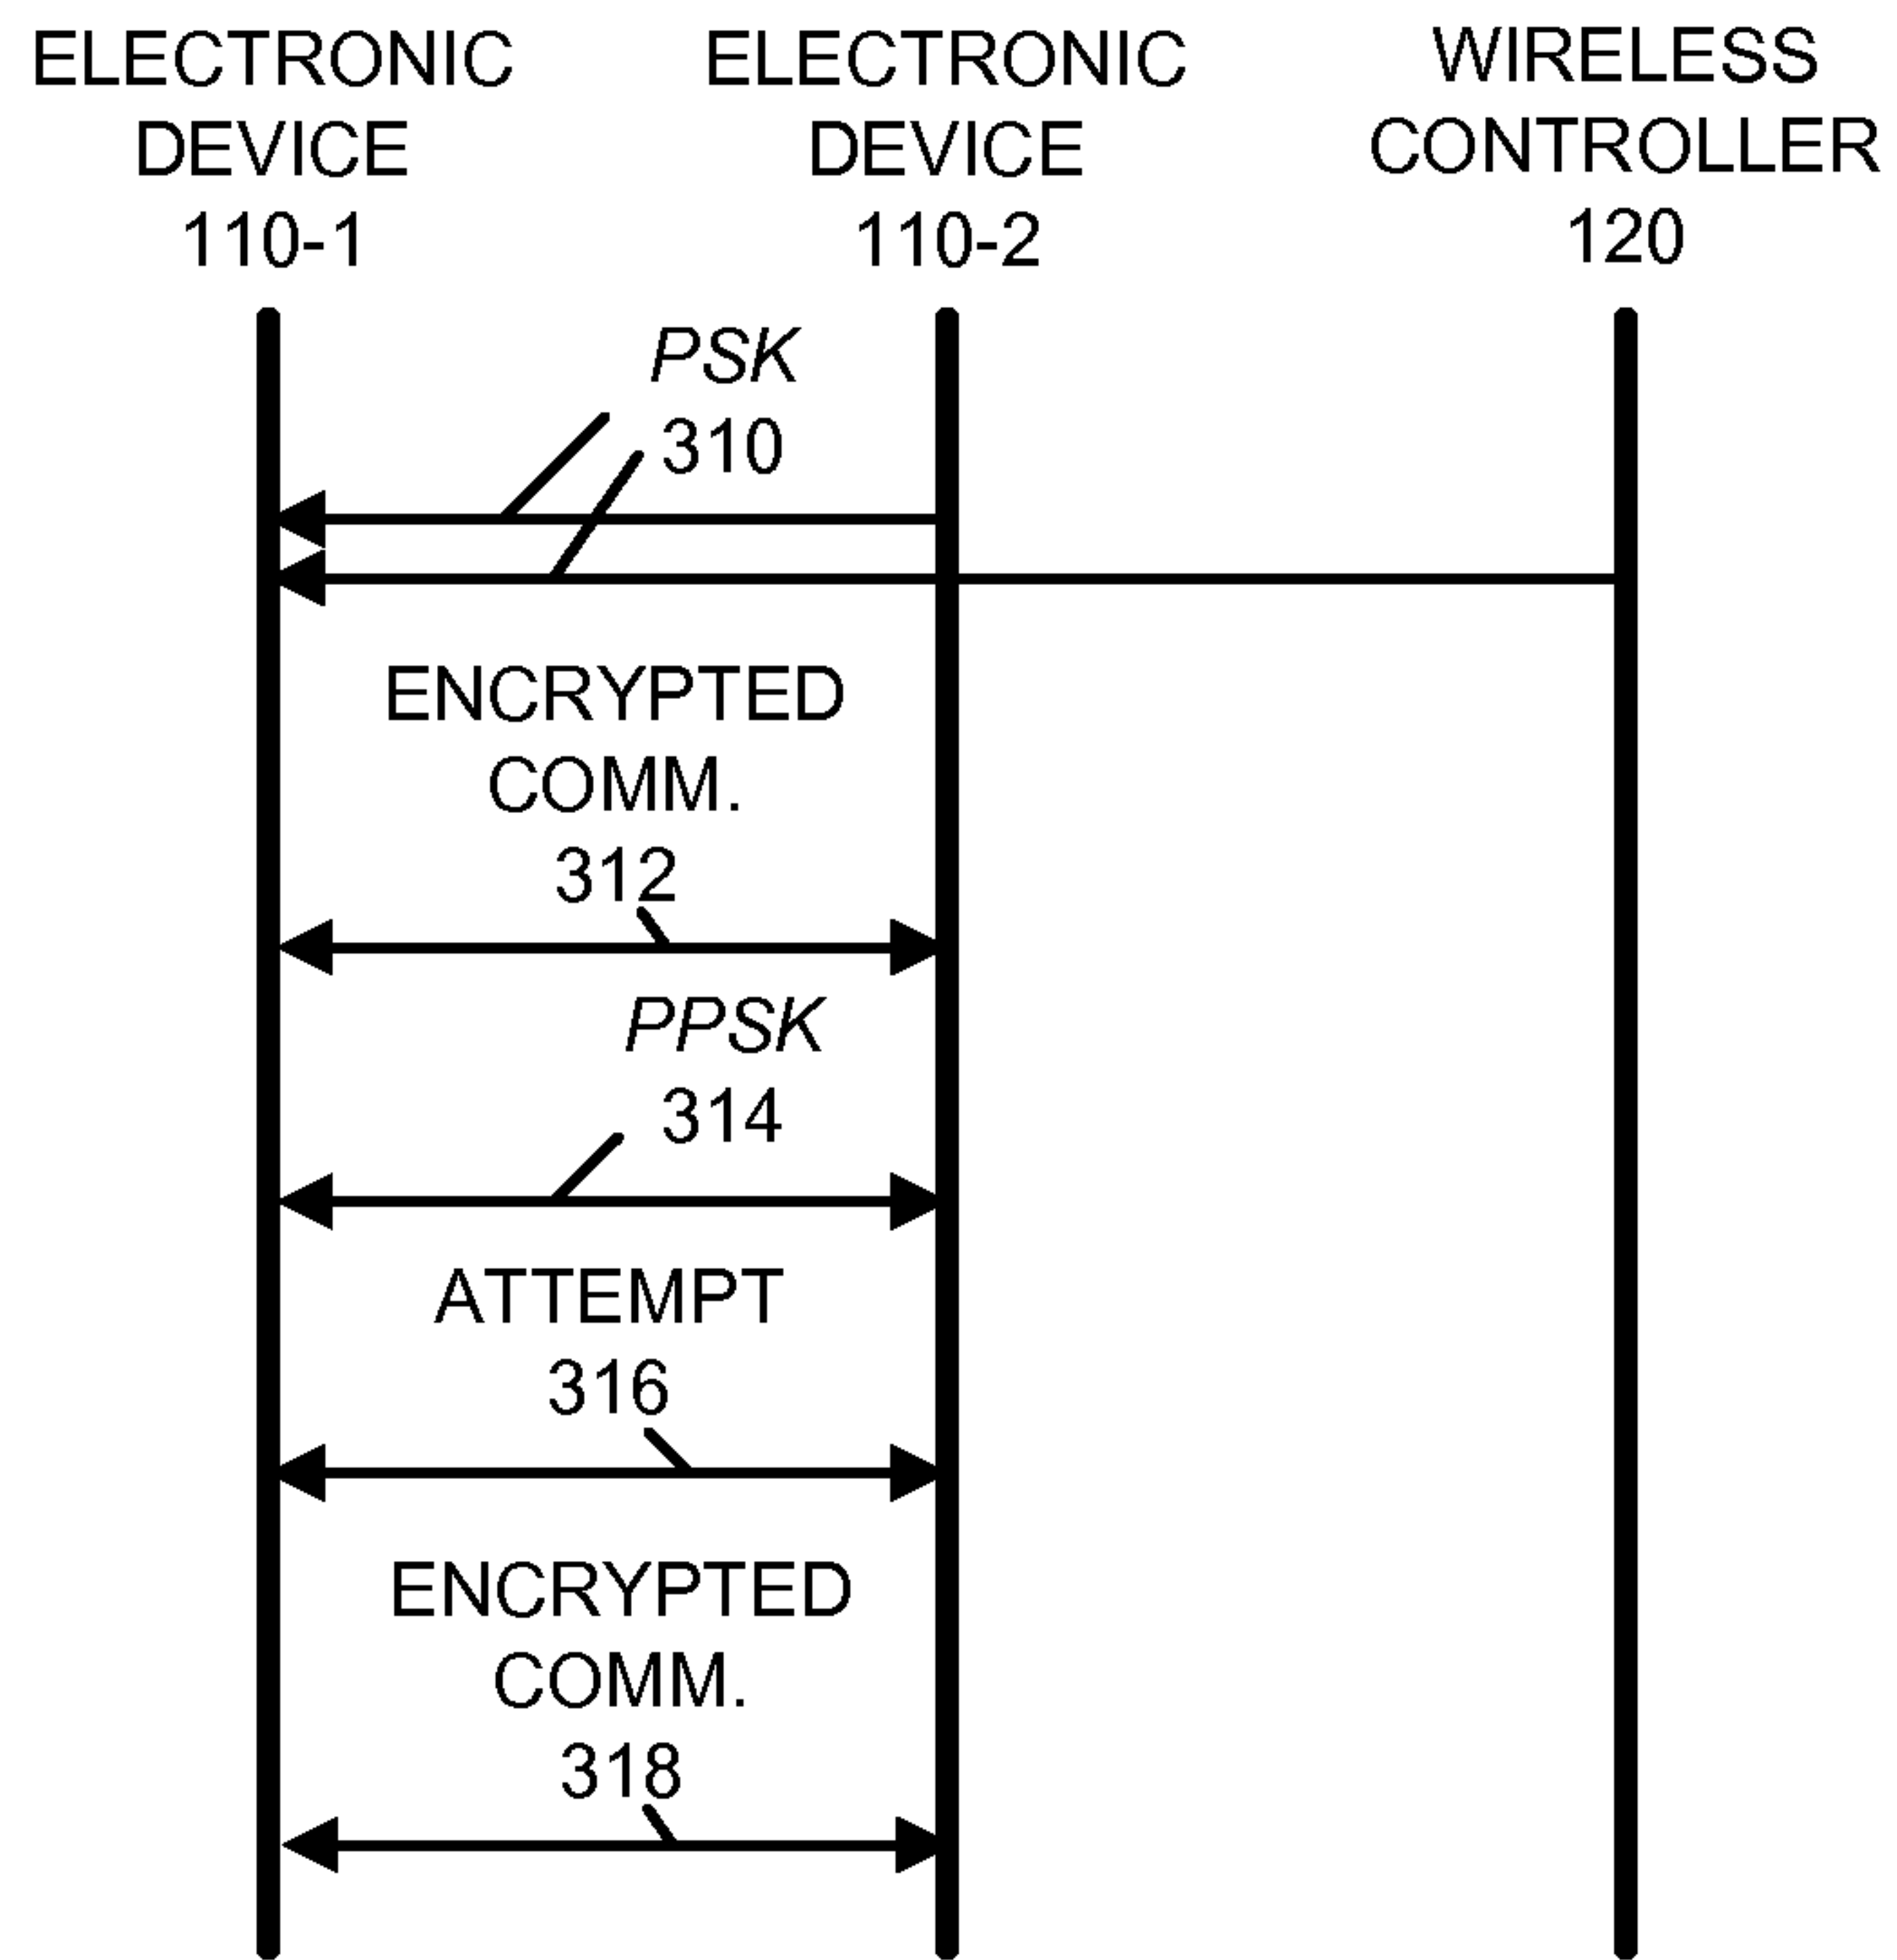 ELECTRONIC
DEVICE
110-1
ELECTRONIC
DEVICE
110-2
WIRELESS
CONTROLLER
120
PSK
310
ENCRYPTED
COMM.
312
PPSK
314
ATTEMPT
316
ENCRYPTED
COMM.
318